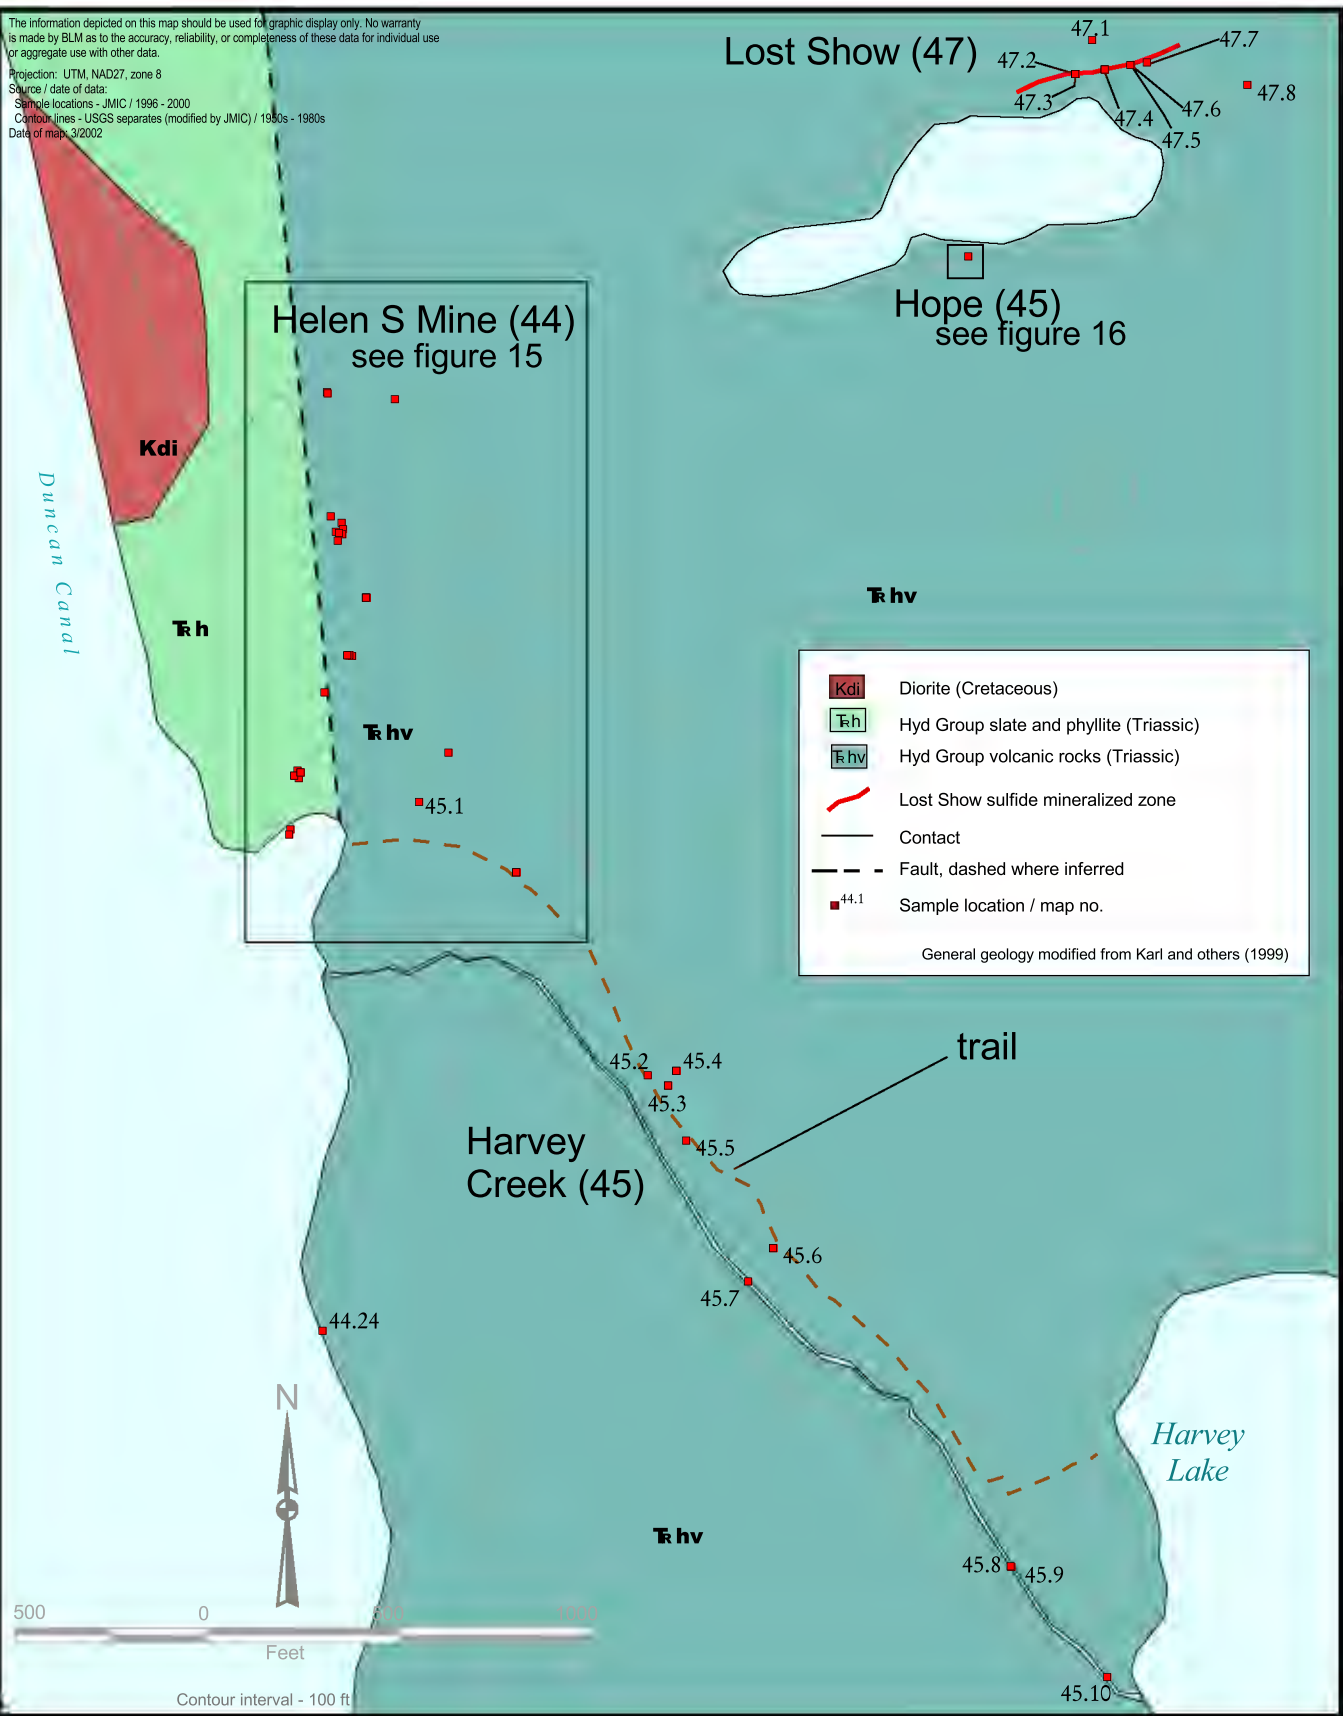 The information depicted on this map should be used for graphic display only. No warranty
is made by BLM as to the accuracy, reliability, or completeness of these data for individual use
or aggregate use with other data.
Projection: UTM, NAD27, zone 8
Source / date of data:
Sample locations - JMIC / 1996 - 2000
Contour lines - USGS separates (modified by JMIC) / 1950s - 1980s
Date of map: 3/2002
Lost Show (47)
47.1
47.2
47.7
47.3
47.4
47.6
47.5
47.8
Hope (45)
see figure 16
Helen S Mine (44)
see figure 15
Kdi
Duncan Canal
TRh
TRhv
TRhv
45.1
Kdi Diorite (Cretaceous)
TRh Hyd Group slate and phyllite (Triassic)
TRhv Hyd Group volcanic rocks (Triassic)
Lost Show sulfide mineralized zone
Contact
Fault, dashed where inferred
44.1 Sample location / map no.
General geology modified from Karl and others (1999)
trail
45.2
45.4
45.3
45.5
Harvey
Creek (45)
45.6
45.7
44.24
N
Harvey
Lake
TRhv
45.8
45.9
45.10
500 0 500 1000
Feet
Contour interval - 100 ft